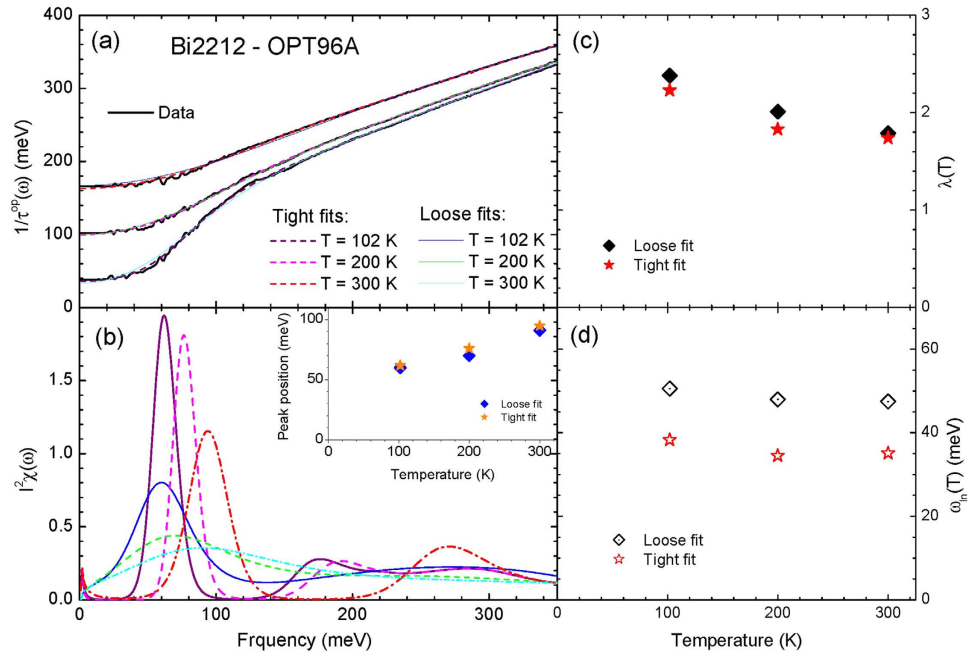 (a) Bi2212 - OPT96A
Data
Tight fits:
T = 102 K
T = 200 K
T = 300 K
Loose fits:
T = 102 K
T = 200 K
T = 300 K
1/τ^op(ω) (meV)
0
100
200
300
400
(b)
I²χ(ω)
0.0
0.5
1.0
1.5
0 100 200 300
Frquency (meV)
Peak position (meV)
0
50
100
Loose fit
Tight fit
0 100 200 300
Temperature (K)
(c)
Loose fit
Tight fit
λ(T)
3
2
1
0
(d)
Loose fit
Tight fit
ω_in(T) (meV)
60
40
20
0
0 100 200 300
Temperature (K)